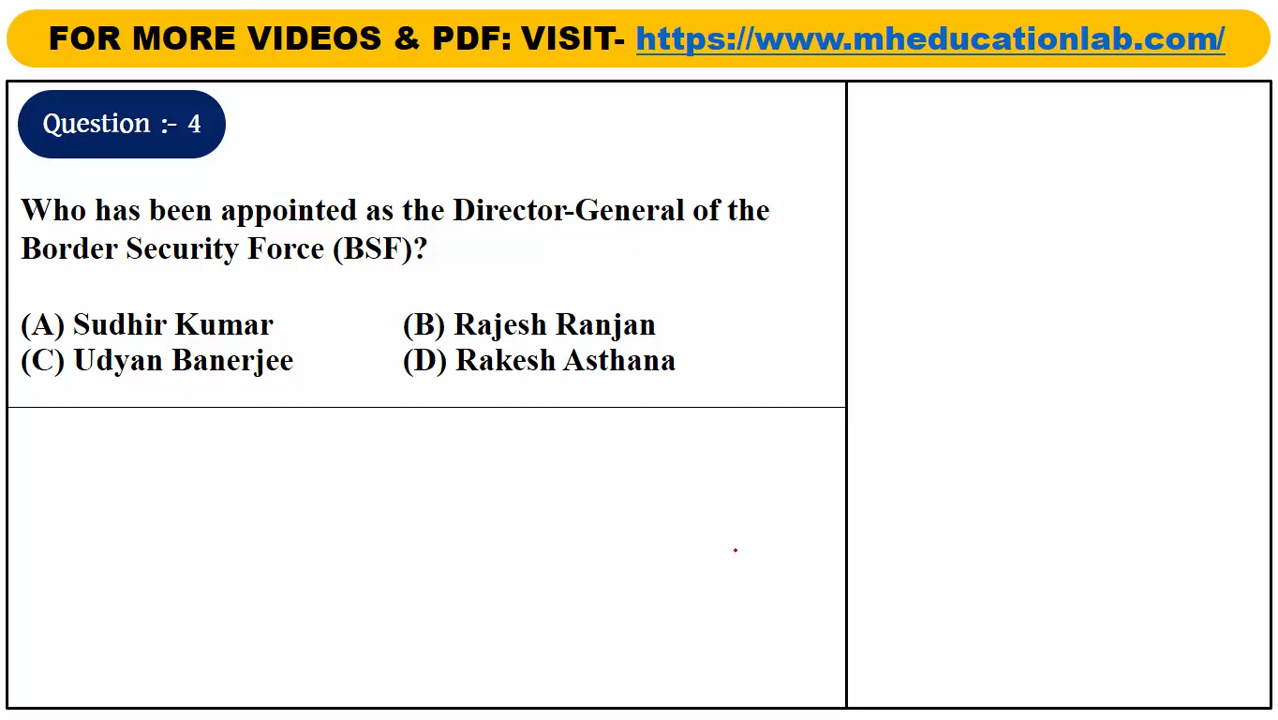 FOR MORE VIDEOS & PDF: VISIT- https://www.mheducationlab.com/
Question :- 4
Who has been appointed as the Director-General of the
Border Security Force (BSF)?
(A) Sudhir Kumar (B) Rajesh Ranjan
(C) Udyan Banerjee (D) Rakesh Asthana